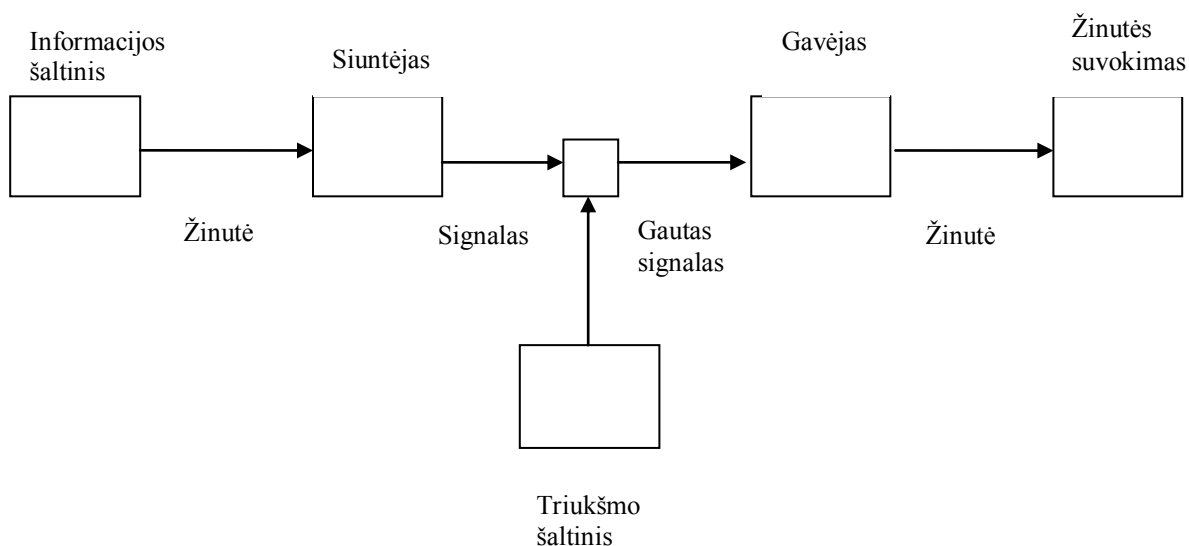 Informacijos
šaltinis
Siuntėjas
Gavėjas
Žinutės
suvokimas
Žinutė
Signalas
Gautas
signalas
Žinutė
Triukšmo
šaltinis